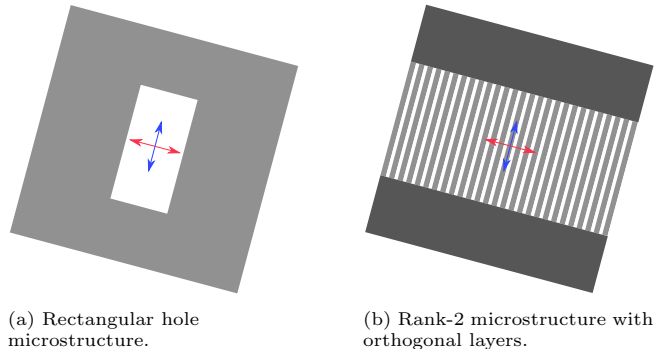 (a) Rectangular hole
microstructure.
(b) Rank-2 microstructure with
orthogonal layers.